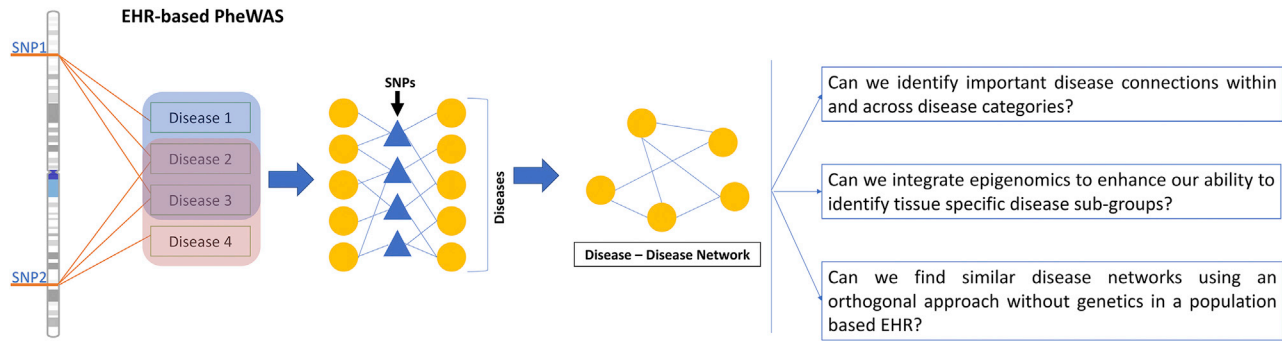 EHR-based PheWAS
SNP1
Disease 1
Disease 2
Disease 3
Disease 4
SNP2
SNPs
Diseases
Disease – Disease Network
Can we identify important disease connections within
and across disease categories?
Can we integrate epigenomics to enhance our ability to
identify tissue specific disease sub-groups?
Can we find similar disease networks using an
orthogonal approach without genetics in a population
based EHR?